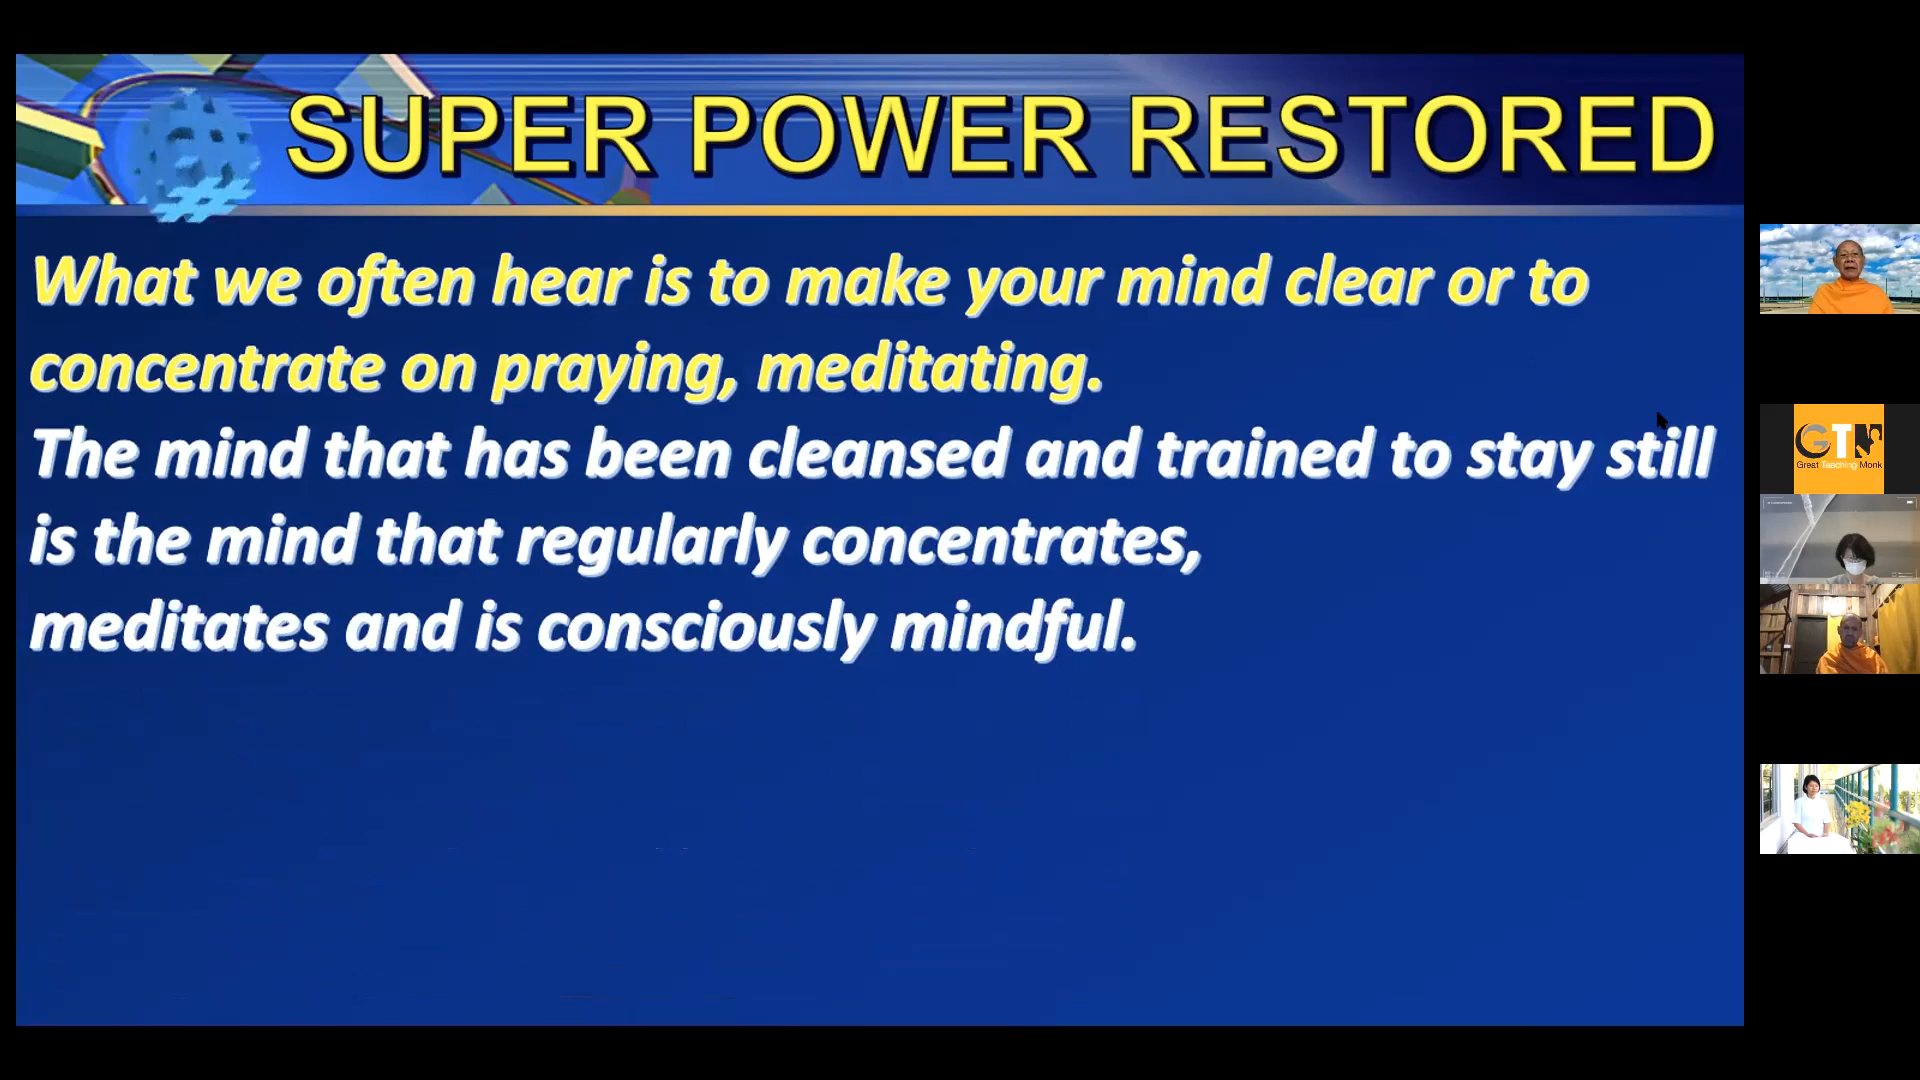 SUPER POWER RESTORED
What we often hear is to make your mind clear or to
concentrate on praying, meditating.
The mind that has been cleansed and trained to stay still
is the mind that regularly concentrates,
meditates and is consciously mindful.
GTM
Great Teaching Monk